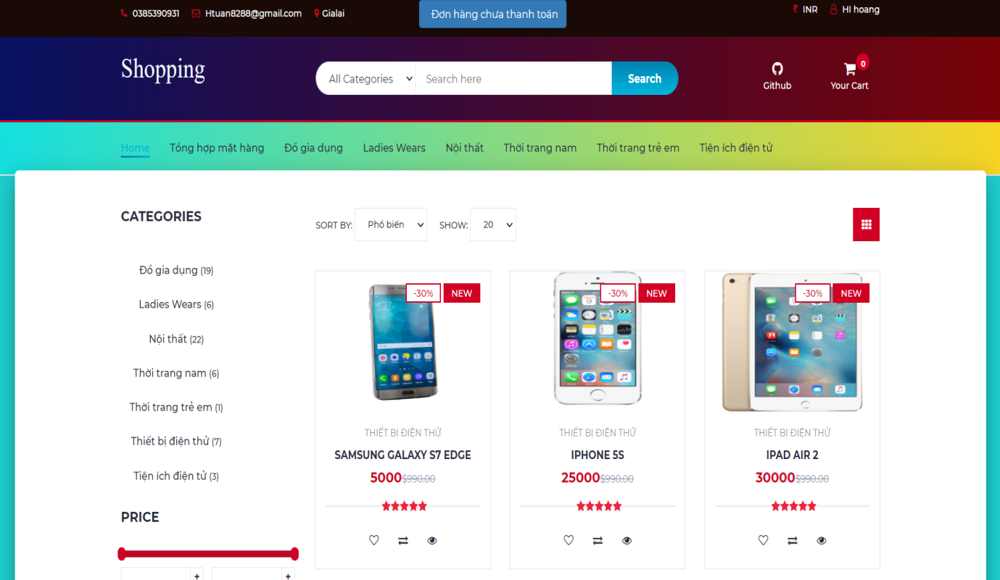 0385390931 Htuan8288@gmail.com Gialai Đơn hàng chưa thanh toán ₹ INR HI hoang
Shopping All Categories Search here Search Github 0 Your Cart
Home Tổng hợp mặt hàng Đồ gia dụng Ladies Wears Nội thất Thời trang nam Thời trang trẻ em Tiện ích điện tử
CATEGORIES
Đồ gia dụng (19)
Ladies Wears (6)
Nội thất (22)
Thời trang nam (6)
Thời trang trẻ em (1)
Thiết bị điện thử (7)
Tiện ích điện tử (3)
PRICE
+ +
SORT BY: Phổ biến SHOW: 20
-30% NEW
THIẾT BỊ ĐIỆN THỬ
SAMSUNG GALAXY S7 EDGE
5000$990.00
-30% NEW
THIẾT BỊ ĐIỆN THỬ
IPHONE 5S
25000$990.00
-30% NEW
THIẾT BỊ ĐIỆN THỬ
IPAD AIR 2
30000$990.00